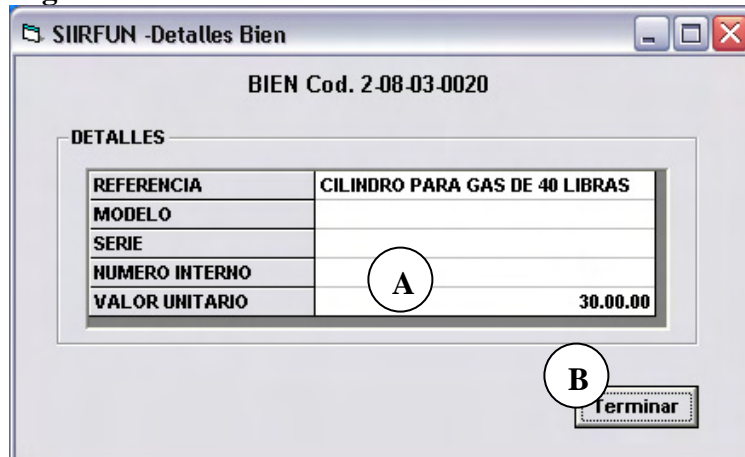 SIIRFUN -Detalles Bien
BIEN Cod. 2-08-03-0020
DETALLES
REFERENCIA CILINDRO PARA GAS DE 40 LIBRAS
MODELO
SERIE
NUMERO INTERNO
VALOR UNITARIO 30.00.00
A
B
Terminar